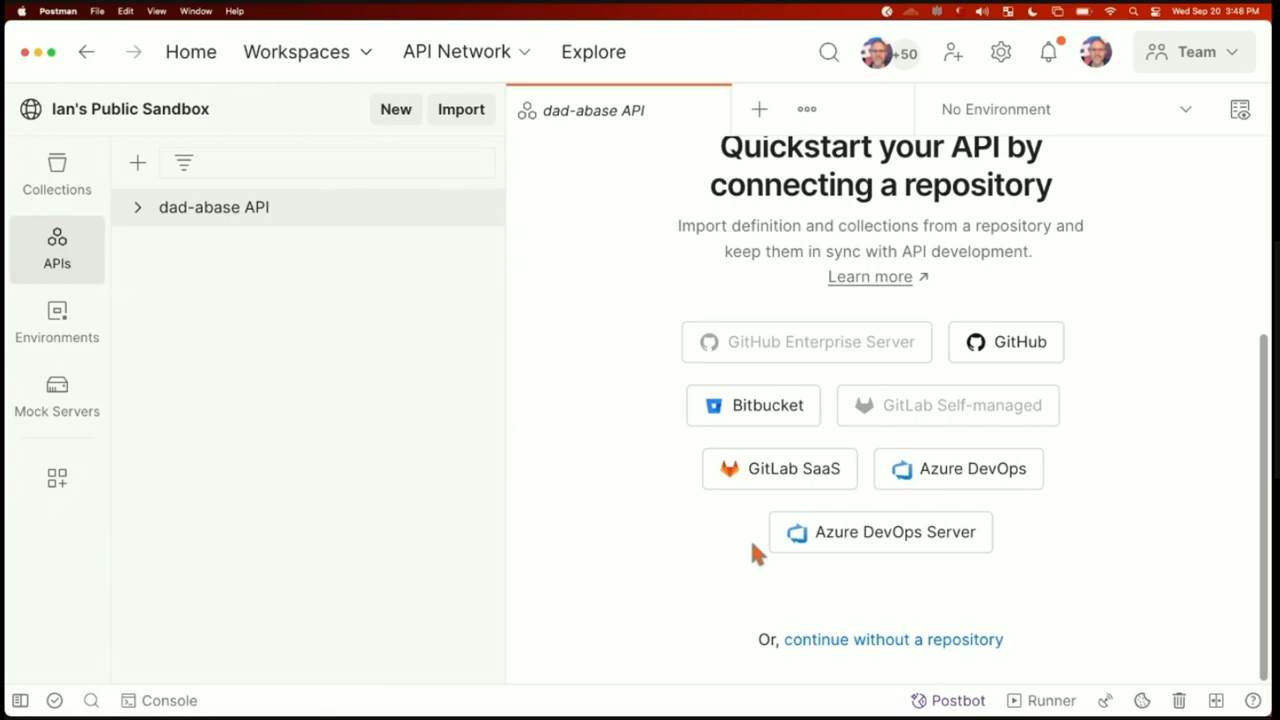 Postman File Edit View Window Help Wed Sep 20 3:48 PM
Home Workspaces API Network Explore +50 Team
Ian's Public Sandbox New Import dad-abase API No Environment
Collections
APIs
Environments
Mock Servers
dad-abase API
Quickstart your API by
connecting a repository
Import definition and collections from a repository and
keep them in sync with API development.
Learn more ↗
GitHub Enterprise Server GitHub
Bitbucket GitLab Self-managed
GitLab SaaS Azure DevOps
Azure DevOps Server
Or, continue without a repository
Console Postbot Runner